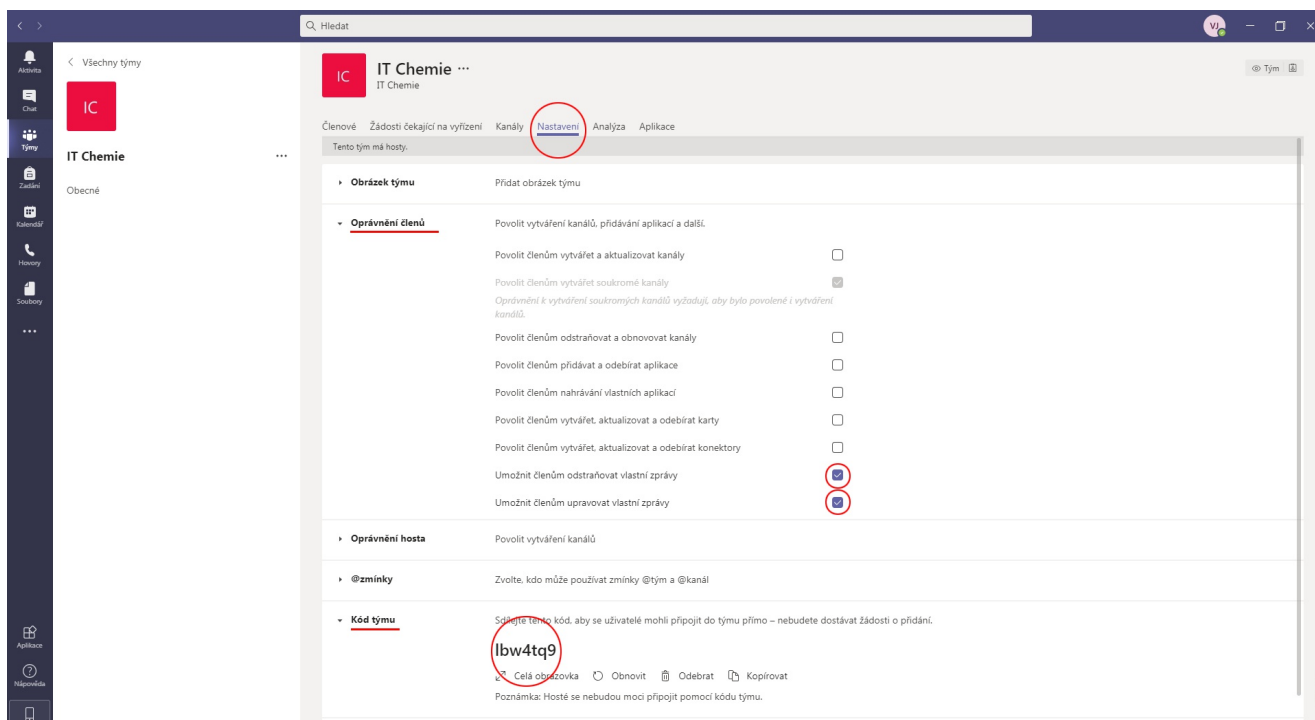 Hledat
VJ
Aktivita
Chat
Týmy
Zadání
Kalendář
Hovory
Soubory
Aplikace
Nápověda
Všechny týmy
IC
IT Chemie
Obecné
IC
IT Chemie
IT Chemie
Tým
Členové Žádosti čekající na vyřízení Kanály Nastavení Analýza Aplikace
Tento tým má hosty.
Obrázek týmu Přidat obrázek týmu
Oprávnění členů Povolit vytváření kanálů, přidávání aplikací a další.
Povolit členům vytvářet a aktualizovat kanály
Povolit členům vytvářet soukromé kanály
Oprávnění k vytváření soukromých kanálů vyžadují, aby bylo povolené i vytváření
kanálů.
Povolit členům odstraňovat a obnovovat kanály
Povolit členům přidávat a odebírat aplikace
Povolit členům nahrávání vlastních aplikací
Povolit členům vytvářet, aktualizovat a odebírat karty
Povolit členům vytvářet, aktualizovat a odebírat konektory
Umožnit členům odstraňovat vlastní zprávy
Umožnit členům upravovat vlastní zprávy
Oprávnění hosta Povolit vytváření kanálů
@zmínky Zvolte, kdo může používat zmínky @tým a @kanál
Kód týmu Sdílejte tento kód, aby se uživatelé mohli připojit do týmu přímo – nebudete dostávat žádosti o přidání.
lbw4tq9
Celá obrazovka Obnovit Odebrat Kopírovat
Poznámka: Hosté se nebudou moci připojit pomocí kódu týmu.